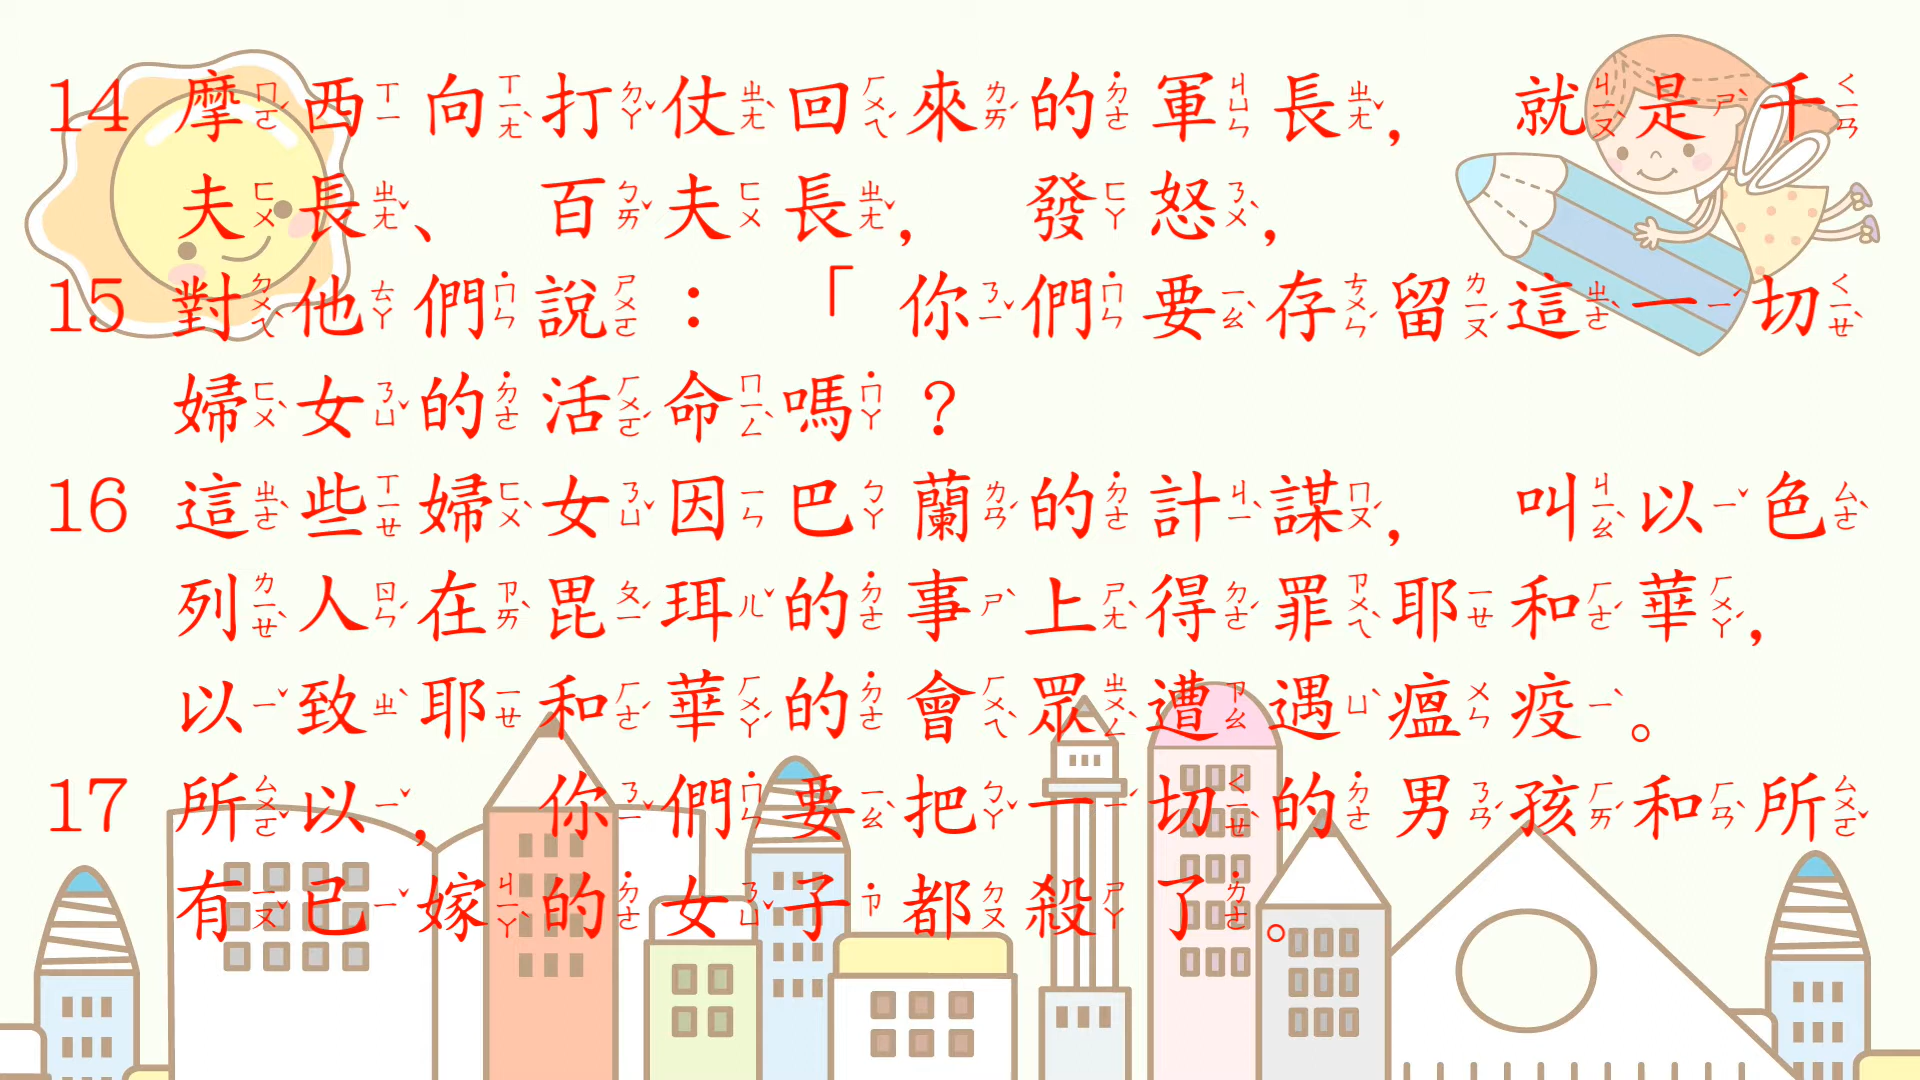 14 摩西向打仗回來的軍長， 就是千
夫長、 百夫長， 發怒，
15 對他們說： 「你們要存留這一切
婦女的活命嗎？
16 這些婦女因巴蘭的計謀， 叫以色
列人在毘珥的事上得罪耶和華，
以致耶和華的會眾遭遇瘟疫。
17 所以， 你們要把一切的男孩和所
有已嫁的女子都殺了。